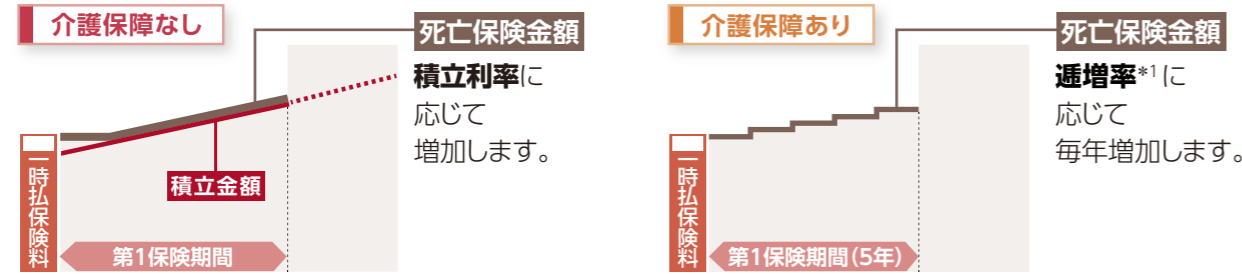 介護保障なし
死亡保険金額
積立利率に
応じて
増加します。
積立金額
一時払保険料
第1保険期間
介護保障あり
死亡保険金額
逓増率*1に
応じて
毎年増加します。
一時払保険料
第1保険期間(5年)